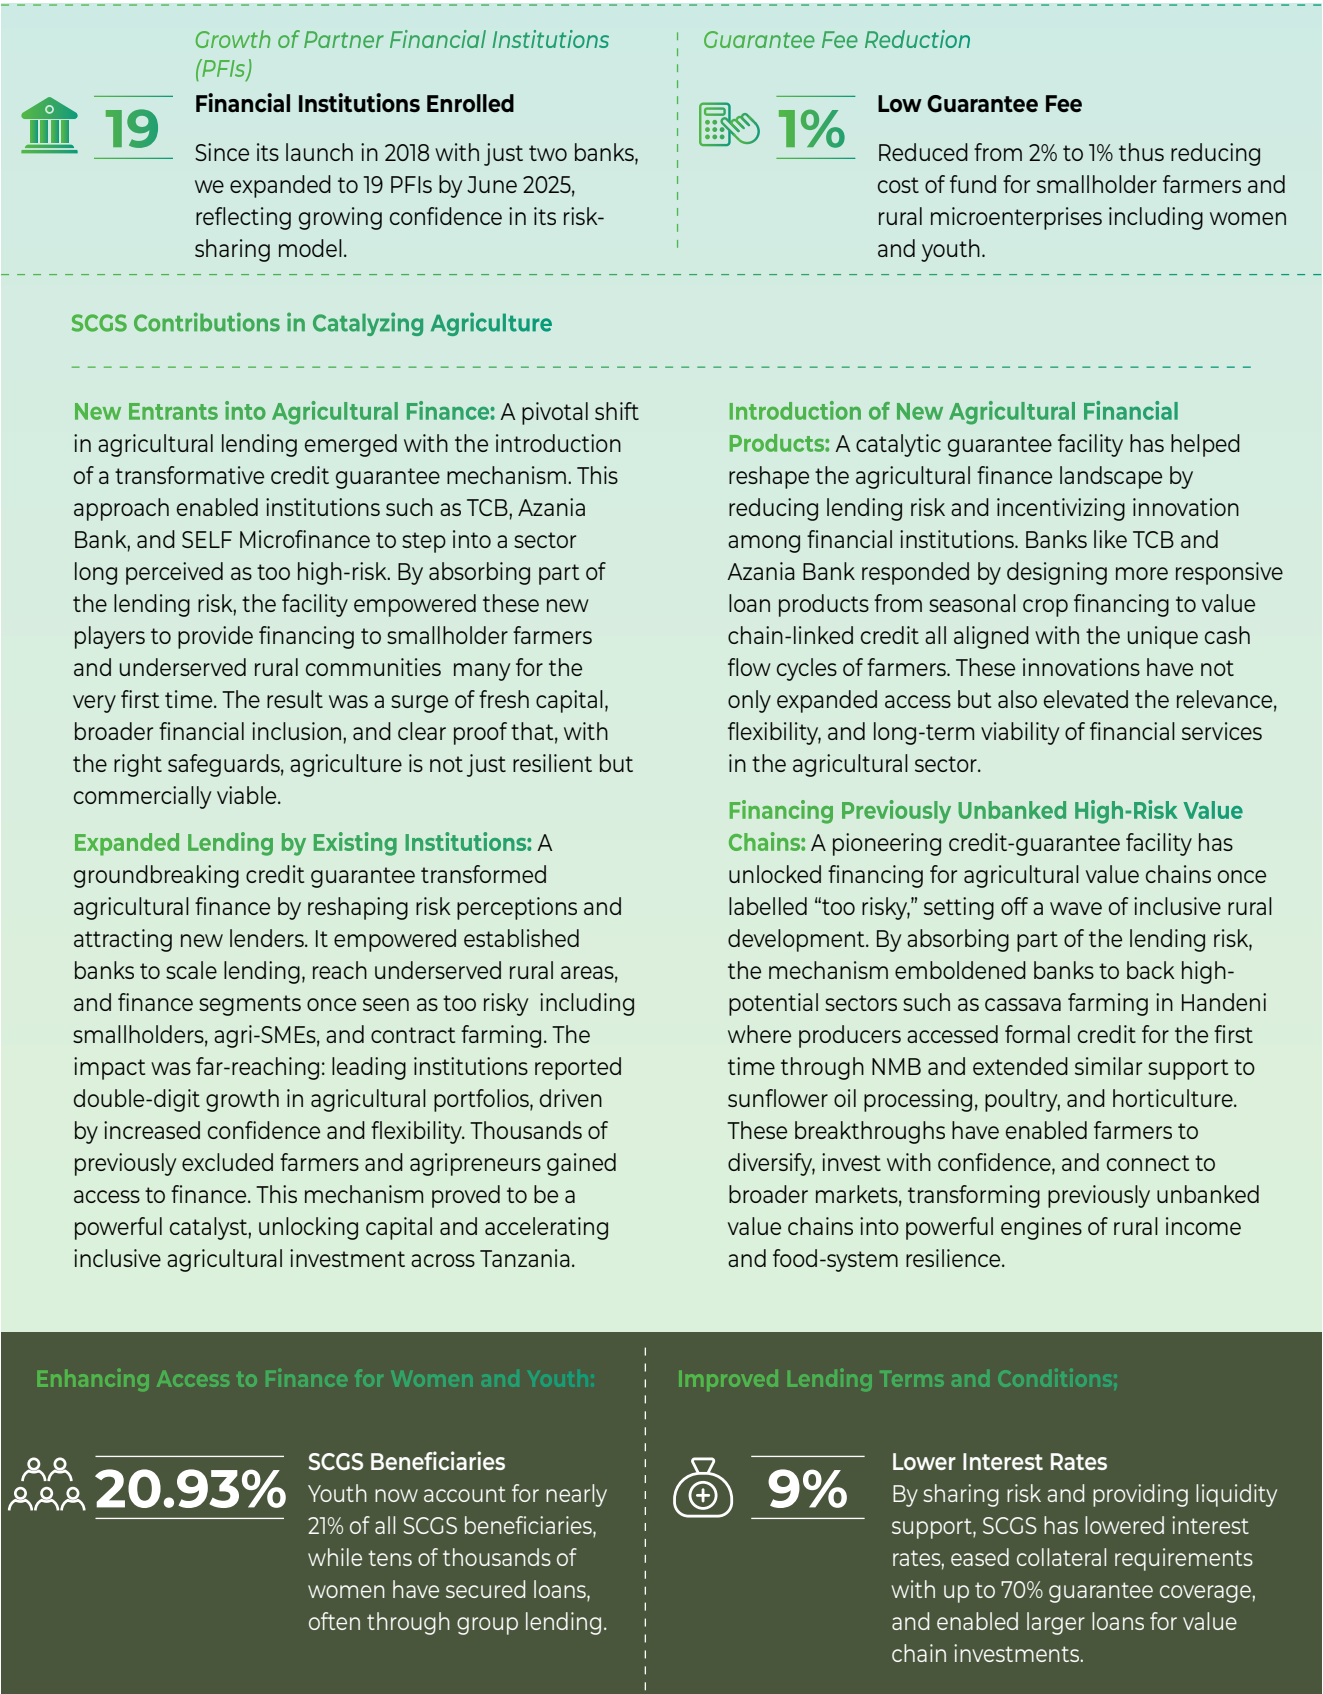 Growth of Partner Financial Institutions
(PFIs)
19
Financial Institutions Enrolled
Since its launch in 2018 with just two banks,
we expanded to 19 PFIs by June 2025,
reflecting growing confidence in its risk-
sharing model.
Guarantee Fee Reduction
1%
Low Guarantee Fee
Reduced from 2% to 1% thus reducing
cost of fund for smallholder farmers and
rural microenterprises including women
and youth.
SCGS Contributions in Catalyzing Agriculture
New Entrants into Agricultural Finance: A pivotal shift
in agricultural lending emerged with the introduction
of a transformative credit guarantee mechanism. This
approach enabled institutions such as TCB, Azania
Bank, and SELF Microfinance to step into a sector
long perceived as too high-risk. By absorbing part of
the lending risk, the facility empowered these new
players to provide financing to smallholder farmers
and underserved rural communities  many for the
very first time. The result was a surge of fresh capital,
broader financial inclusion, and clear proof that, with
the right safeguards, agriculture is not just resilient but
commercially viable.
Expanded Lending by Existing Institutions: A
groundbreaking credit guarantee transformed
agricultural finance by reshaping risk perceptions and
attracting new lenders. It empowered established
banks to scale lending, reach underserved rural areas,
and finance segments once seen as too risky  including
smallholders, agri-SMEs, and contract farming. The
impact was far-reaching: leading institutions reported
double-digit growth in agricultural portfolios, driven
by increased confidence and flexibility. Thousands of
previously excluded farmers and agripreneurs gained
access to finance. This mechanism proved to be a
powerful catalyst, unlocking capital and accelerating
inclusive agricultural investment across Tanzania.
Introduction of New Agricultural Financial
Products: A catalytic guarantee facility has helped
reshape the agricultural finance landscape by
reducing lending risk and incentivizing innovation
among financial institutions. Banks like TCB and
Azania Bank responded by designing more responsive
loan products from seasonal crop financing to value
chain-linked credit all aligned with the unique cash
flow cycles of farmers. These innovations have not
only expanded access but also elevated the relevance,
flexibility, and long-term viability of financial services
in the agricultural sector.
Financing Previously Unbanked High-Risk Value
Chains: A pioneering credit-guarantee facility has
unlocked financing for agricultural value chains once
labelled “too risky,” setting off a wave of inclusive rural
development. By absorbing part of the lending risk,
the mechanism emboldened banks to back high-
potential sectors such as cassava farming in Handeni
where producers accessed formal credit for the first
time through NMB and extended similar support to
sunflower oil processing, poultry, and horticulture.
These breakthroughs have enabled farmers to
diversify, invest with confidence, and connect to
broader markets, transforming previously unbanked
value chains into powerful engines of rural income
and food-system resilience.
Enhancing Access to Finance for Women and Youth:
20.93%
SCGS Beneficiaries
Youth now account for nearly
21% of all SCGS beneficiaries,
while tens of thousands of
women have secured loans,
often through group lending.
Improved Lending Terms and Conditions;
9%
Lower Interest Rates
By sharing risk and providing liquidity
support, SCGS has lowered interest
rates, eased collateral requirements
with up to 70% guarantee coverage,
and enabled larger loans for value
chain investments.